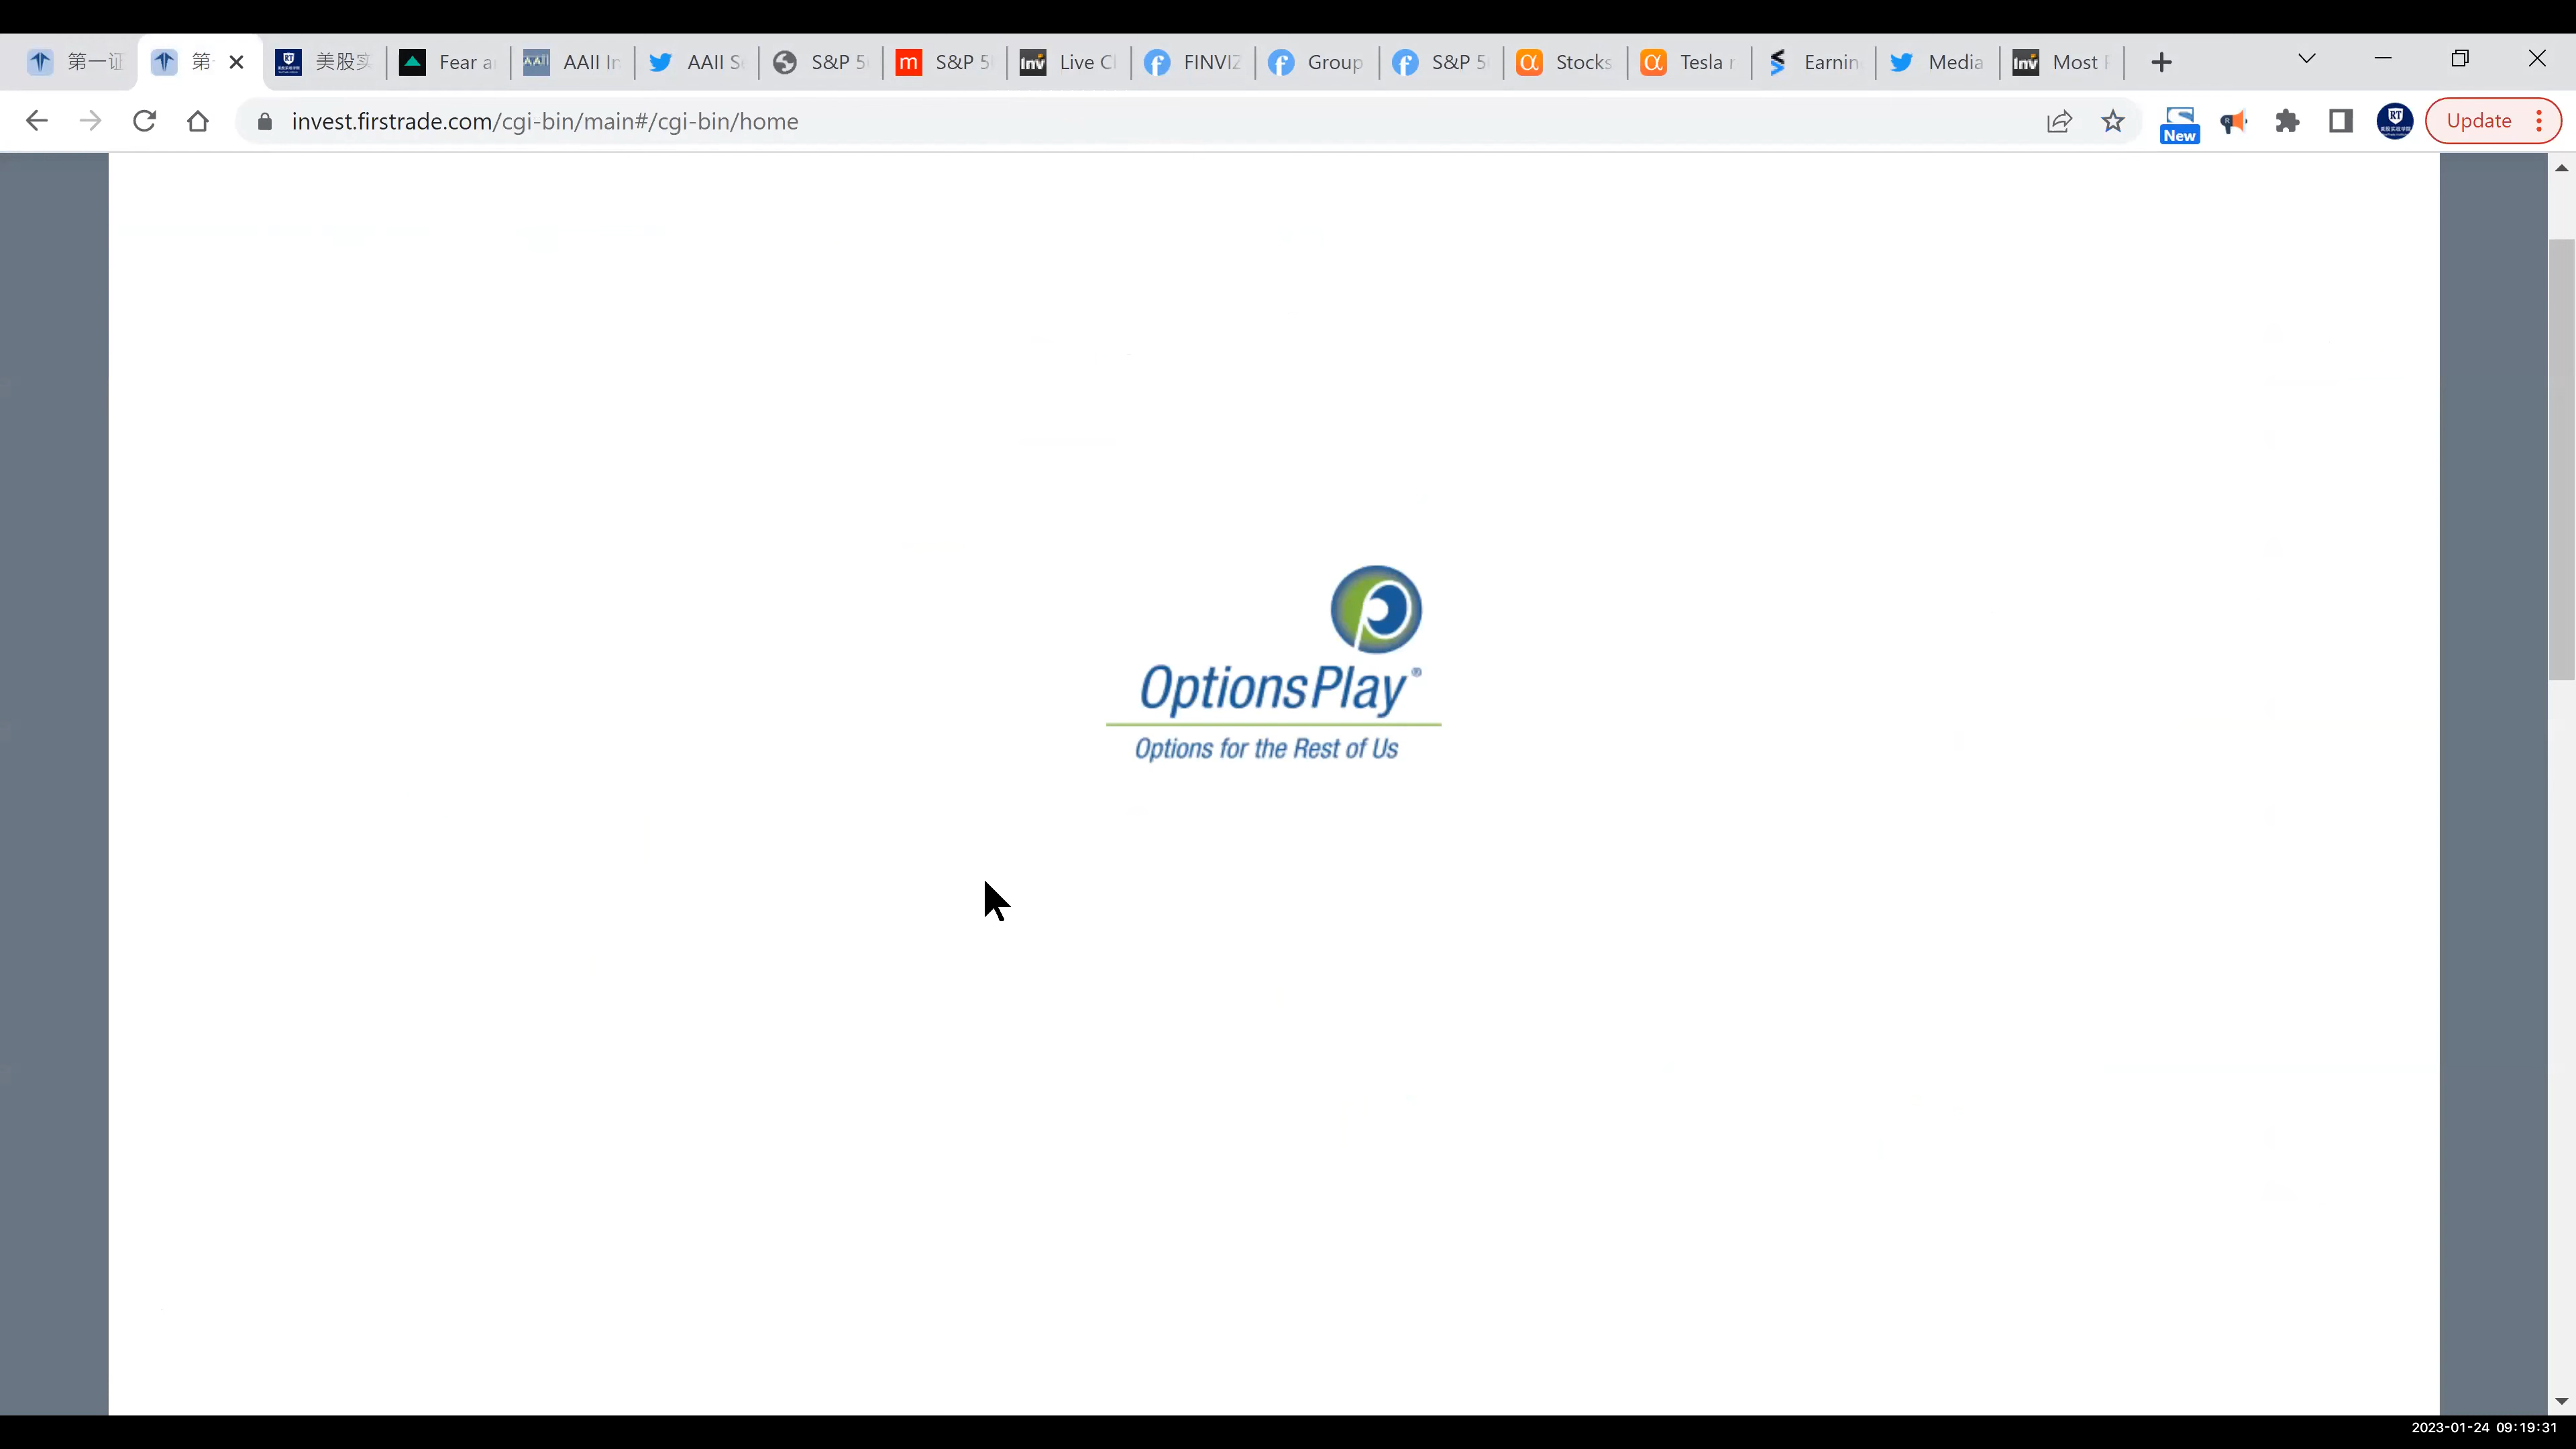 第一证
第一
美股实
Fear a
AAII In
AAII S
S&P 5
S&P 5
Live C
FINVIZ
Group
S&P 5
Stocks
Tesla r
Earnin
Media
Most
invest.firstrade.com/cgi-bin/main#/cgi-bin/home
New
Update
OptionsPlay®
Options for the Rest of Us
2023-01-24 09:19:31